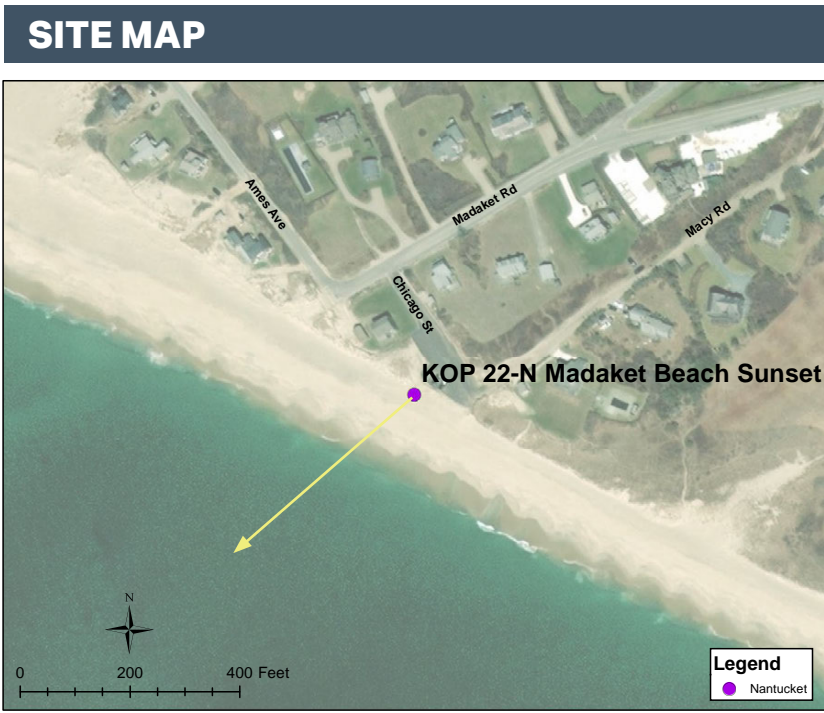 SITE MAP
Ames Ave
Madaket Rd
Macy Rd
Chicago St
KOP 22-N Madaket Beach Sunset
N
0 200 400 Feet
Legend
Nantucket